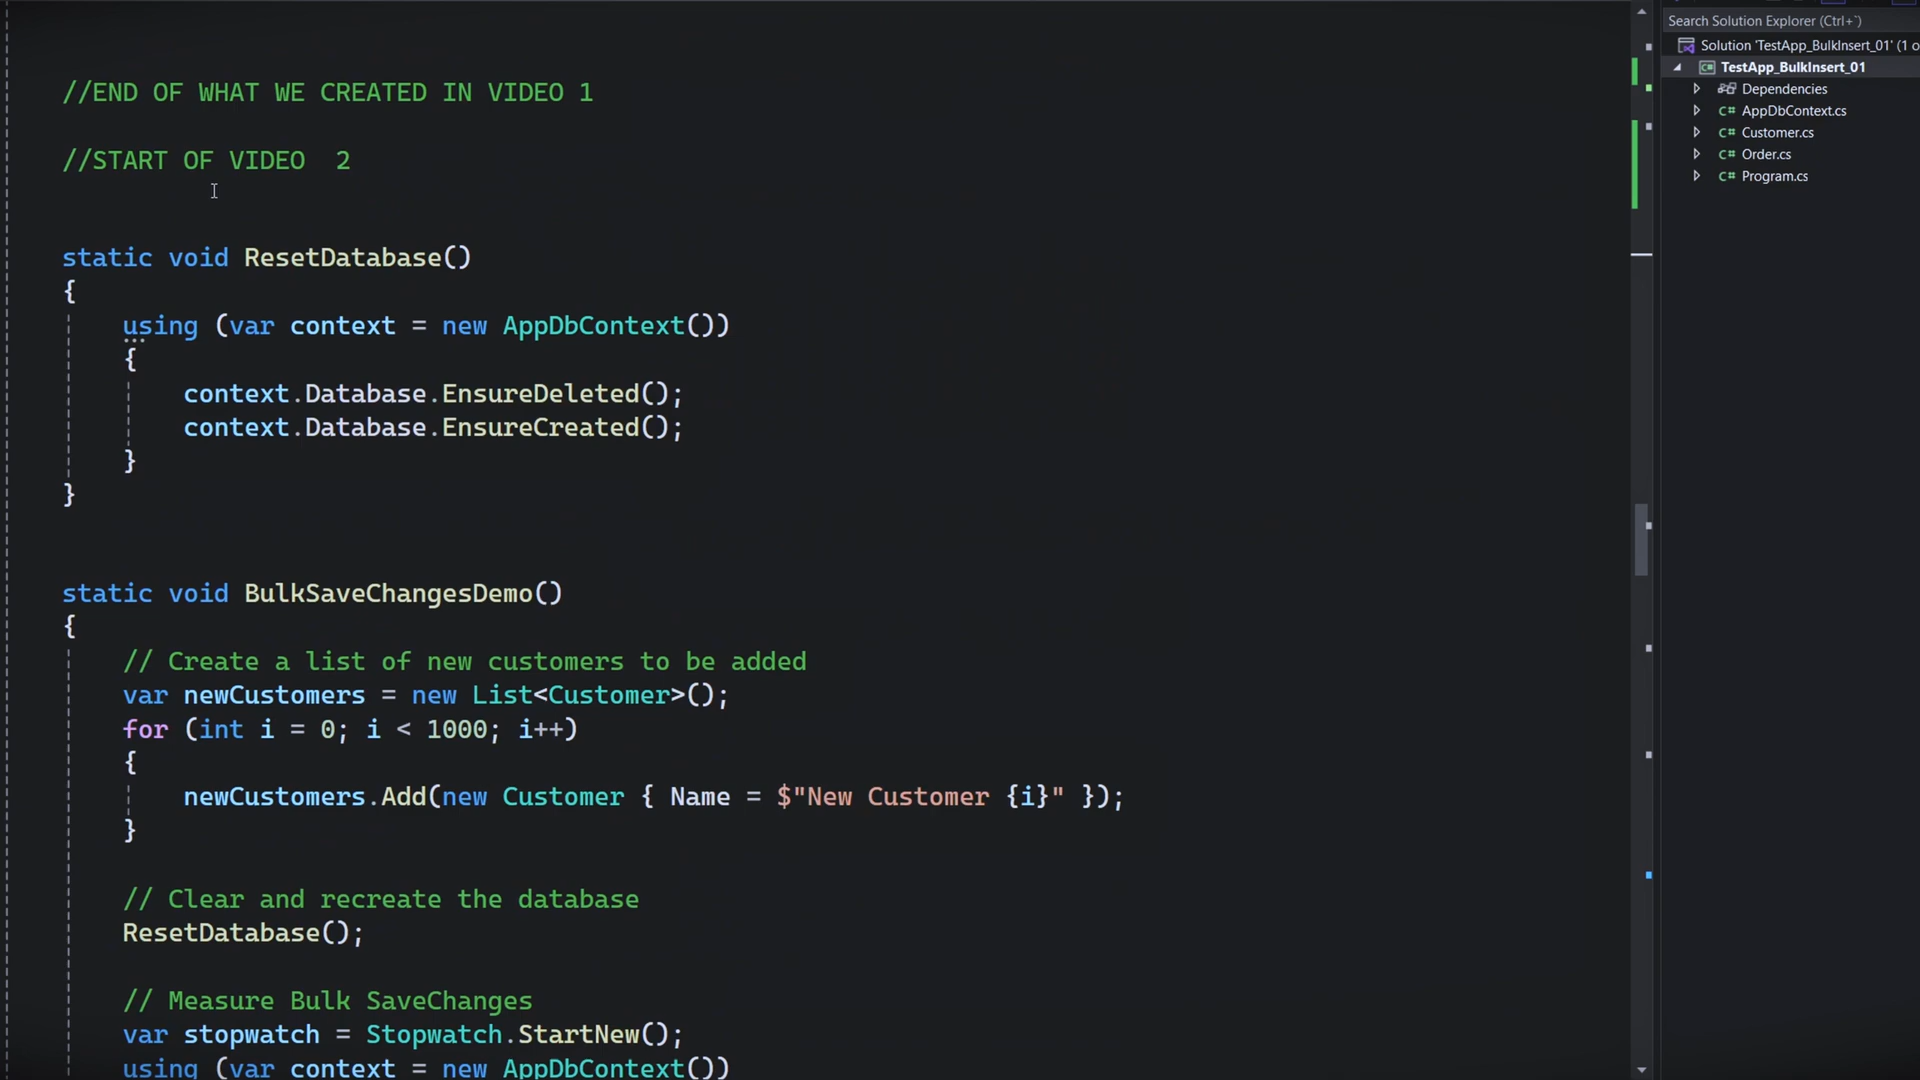 //END OF WHAT WE CREATED IN VIDEO 1
//START OF VIDEO  2
static void ResetDatabase()
{
    using (var context = new AppDbContext())
    {
        context.Database.EnsureDeleted();
        context.Database.EnsureCreated();
    }
}
static void BulkSaveChangesDemo()
{
    // Create a list of new customers to be added
    var newCustomers = new List<Customer>();
    for (int i = 0; i < 1000; i++)
    {
        newCustomers.Add(new Customer { Name = $"New Customer {i}" });
    }
    // Clear and recreate the database
    ResetDatabase();
    // Measure Bulk SaveChanges
    var stopwatch = Stopwatch.StartNew();
    using (var context = new AppDbContext())
Search Solution Explorer (Ctrl+`)
Solution 'TestApp_BulkInsert_01' (1 o
TestApp_BulkInsert_01
Dependencies
C# AppDbContext.cs
C# Customer.cs
C# Order.cs
C# Program.cs